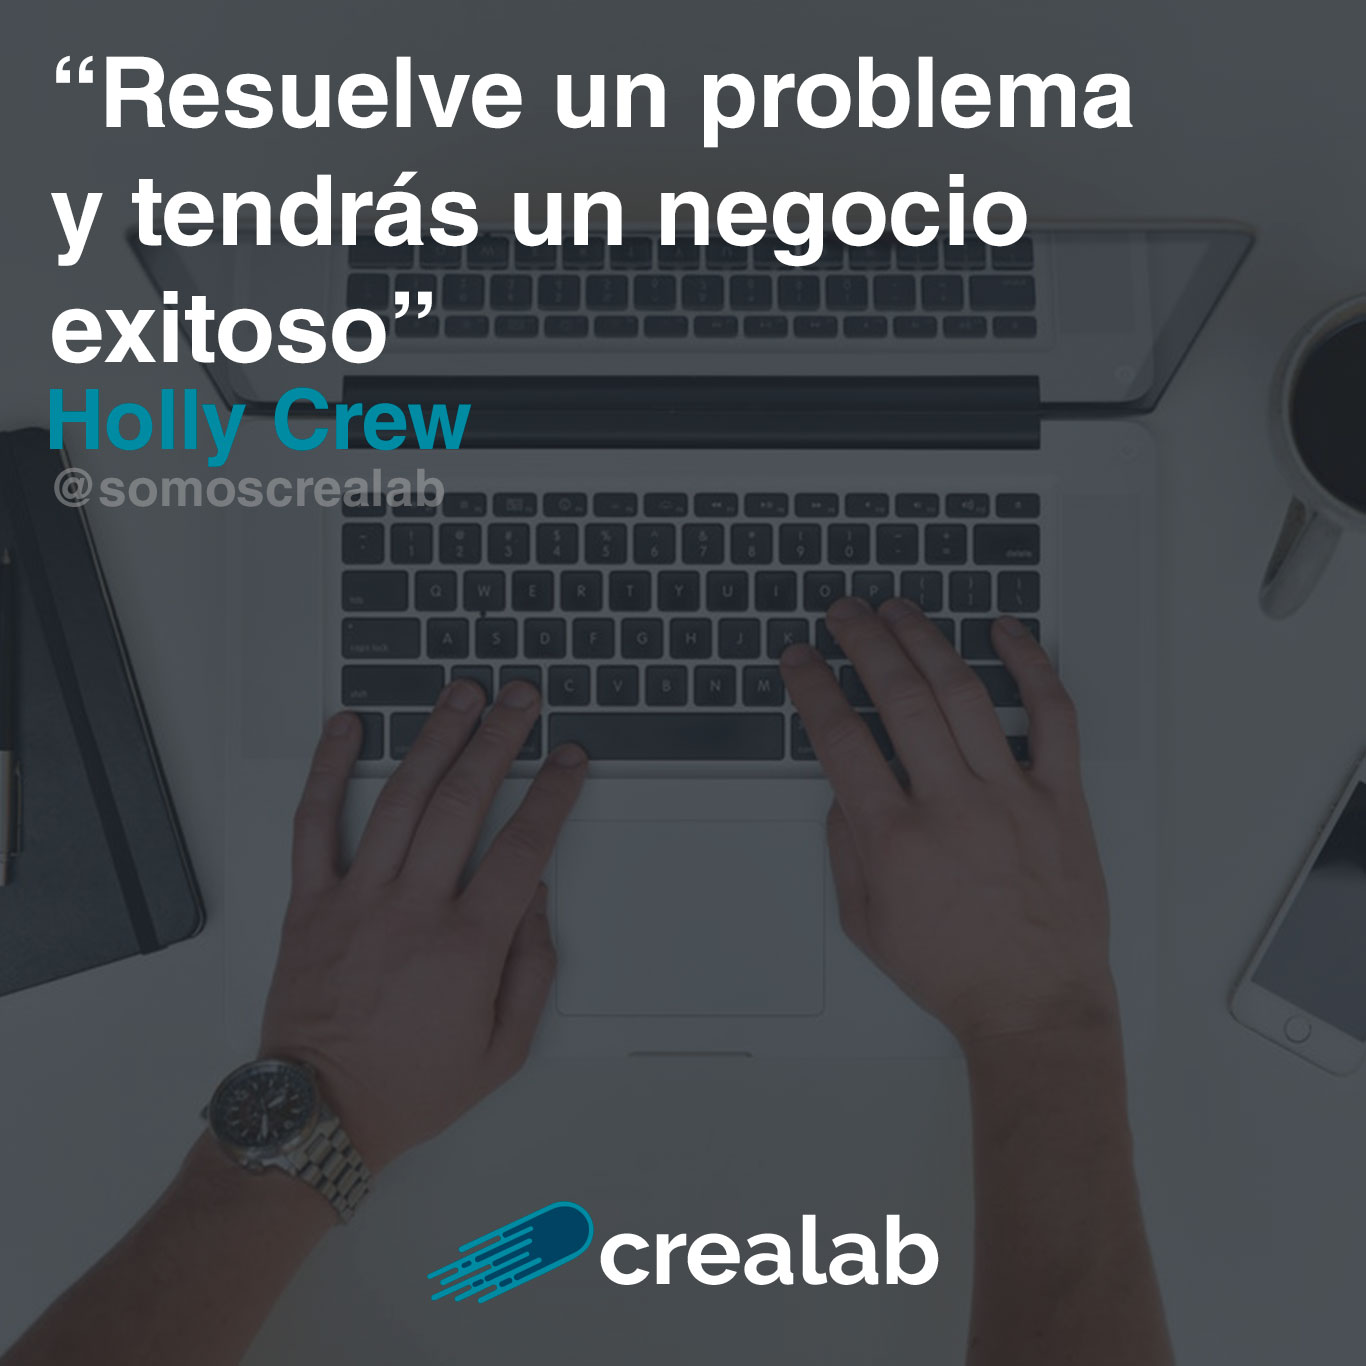 “Resuelve un problema
y tendrás un negocio
exitoso”
Holly Crew
@somoscrealab
crealab